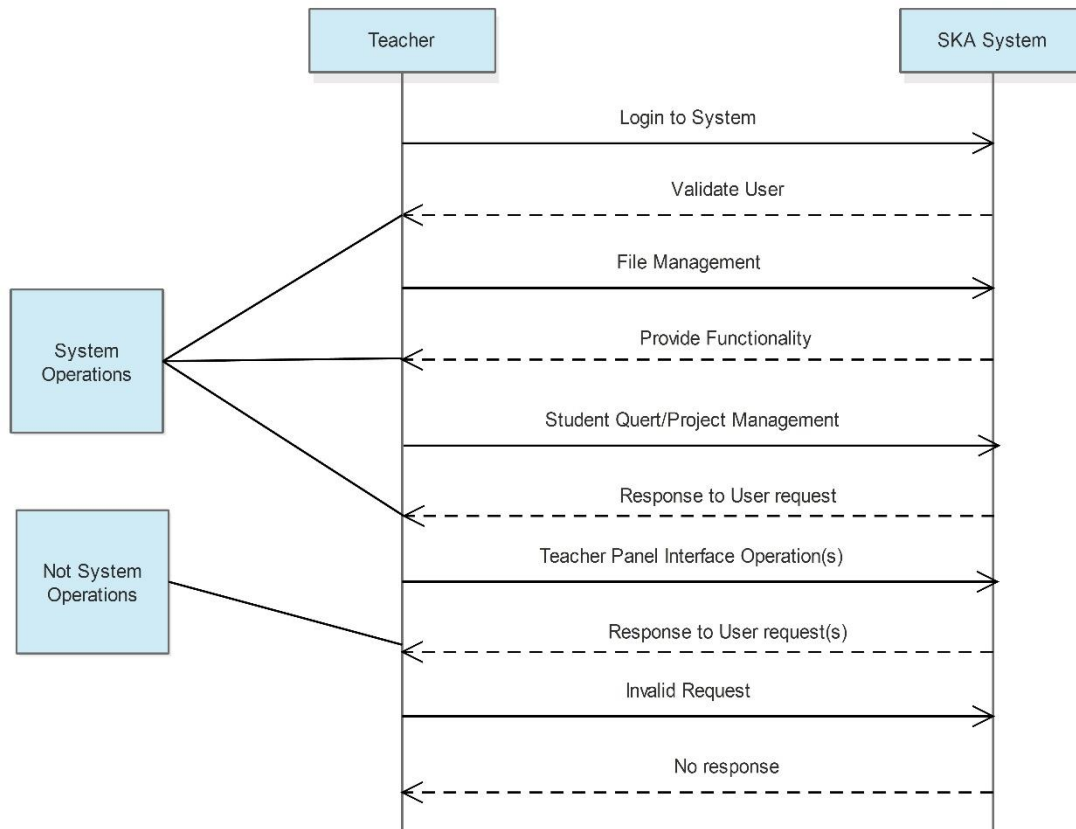 Teacher
SKA System
Login to System
Validate User
File Management
System
Operations
Provide Functionality
Student Quert/Project Management
Response to User request
Not System
Operations
Teacher Panel Interface Operation(s)
Response to User request(s)
Invalid Request
No response